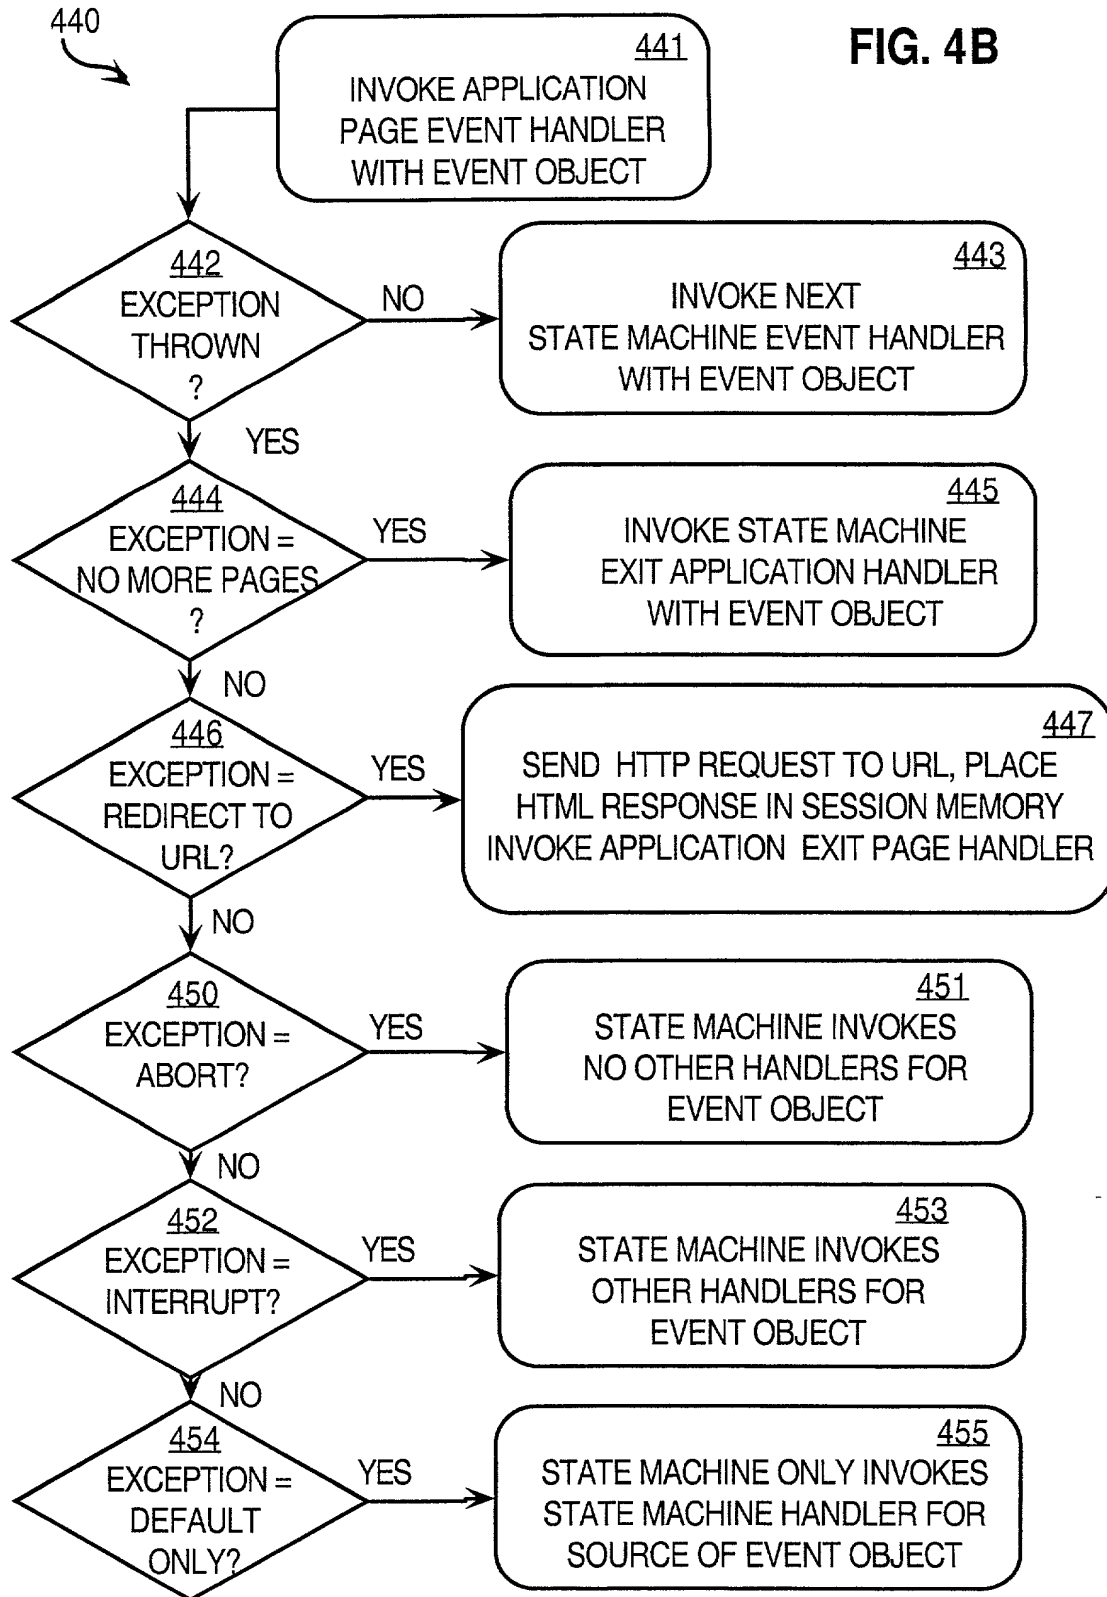 440
FIG. 4B
441
INVOKE APPLICATION
PAGE EVENT HANDLER
WITH EVENT OBJECT
442
EXCEPTION
THROWN
?
NO
443
INVOKE NEXT
STATE MACHINE EVENT HANDLER
WITH EVENT OBJECT
YES
444
EXCEPTION =
NO MORE PAGES
?
YES
445
INVOKE STATE MACHINE
EXIT APPLICATION HANDLER
WITH EVENT OBJECT
NO
446
EXCEPTION =
REDIRECT TO
URL?
YES
447
SEND HTTP REQUEST TO URL, PLACE
HTML RESPONSE IN SESSION MEMORY
INVOKE APPLICATION EXIT PAGE HANDLER
NO
450
EXCEPTION =
ABORT?
YES
451
STATE MACHINE INVOKES
NO OTHER HANDLERS FOR
EVENT OBJECT
NO
452
EXCEPTION =
INTERRUPT?
YES
453
STATE MACHINE INVOKES
OTHER HANDLERS FOR
EVENT OBJECT
NO
454
EXCEPTION =
DEFAULT
ONLY?
YES
455
STATE MACHINE ONLY INVOKES
STATE MACHINE HANDLER FOR
SOURCE OF EVENT OBJECT